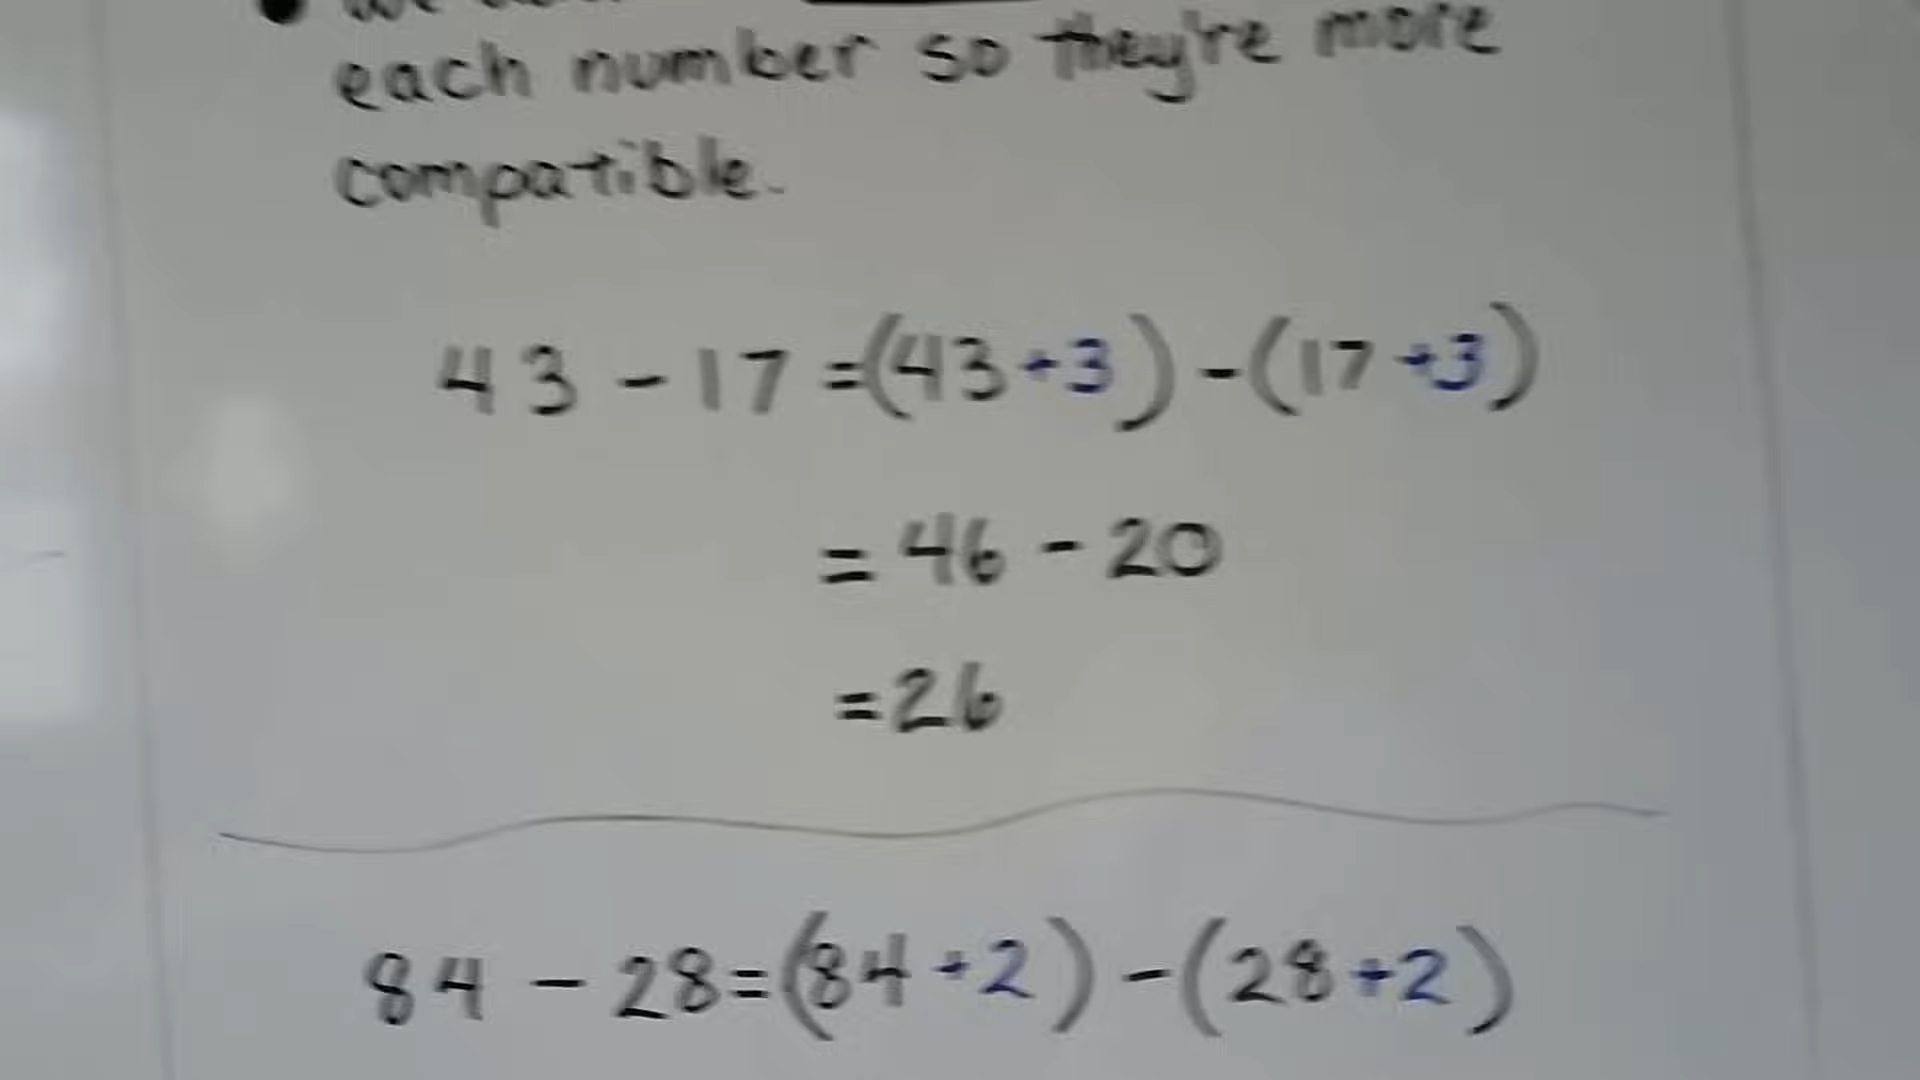 each number so they're more
compatible.
43 - 17 = (43 + 3) - (17 + 3)
= 46 - 20
= 26
84 - 28 = (84 + 2) - (28 + 2)